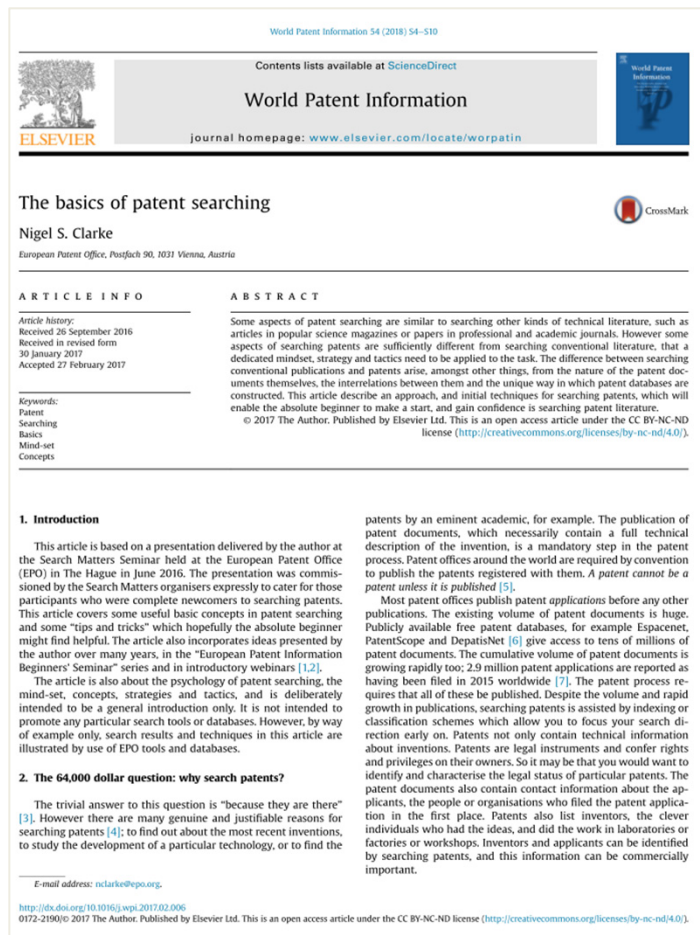 World Patent Information 54 (2018) S4–S10
Contents lists available at ScienceDirect
World Patent Information
journal homepage: www.elsevier.com/locate/worpatin
ELSEVIER
World Patent
Information
The basics of patent searching
CrossMark
Nigel S. Clarke
European Patent Office, Postfach 90, 1031 Vienna, Austria
ARTICLE INFO
Article history:
Received 26 September 2016
Received in revised form
30 January 2017
Accepted 27 February 2017
Keywords:
Patent
Searching
Basics
Mind-set
Concepts
ABSTRACT
Some aspects of patent searching are similar to searching other kinds of technical literature, such as
articles in popular science magazines or papers in professional and academic journals. However some
aspects of searching patents are sufficiently different from searching conventional literature, that a
dedicated mindset, strategy and tactics need to be applied to the task. The difference between searching
conventional publications and patents arise, amongst other things, from the nature of the patent doc-
uments themselves, the interrelations between them and the unique way in which patent databases are
constructed. This article describe an approach, and initial techniques for searching patents, which will
enable the absolute beginner to make a start, and gain confidence is searching patent literature.
© 2017 The Author. Published by Elsevier Ltd. This is an open access article under the CC BY-NC-ND
license (http://creativecommons.org/licenses/by-nc-nd/4.0/).
1. Introduction
This article is based on a presentation delivered by the author at
the Search Matters Seminar held at the European Patent Office
(EPO) in The Hague in June 2016. The presentation was commis-
sioned by the Search Matters organisers expressly to cater for those
participants who were complete newcomers to searching patents.
This article covers some useful basic concepts in patent searching
and some “tips and tricks” which hopefully the absolute beginner
might find helpful. The article also incorporates ideas presented by
the author over many years, in the “European Patent Information
Beginners’ Seminar” series and in introductory webinars [1,2].
The article is also about the psychology of patent searching, the
mind-set, concepts, strategies and tactics, and is deliberately
intended to be a general introduction only. It is not intended to
promote any particular search tools or databases. However, by way
of example only, search results and techniques in this article are
illustrated by use of EPO tools and databases.
2. The 64,000 dollar question: why search patents?
The trivial answer to this question is “because they are there”
[3]. However there are many genuine and justifiable reasons for
searching patents [4]; to find out about the most recent inventions,
to study the development of a particular technology, or to find the
patents by an eminent academic, for example. The publication of
patent documents, which necessarily contain a full technical
description of the invention, is a mandatory step in the patent
process. Patent offices around the world are required by convention
to publish the patents registered with them. A patent cannot be a
patent unless it is published [5].
Most patent offices publish patent applications before any other
publications. The existing volume of patent documents is huge.
Publicly available free patent databases, for example Espacenet,
PatentScope and DepatisNet [6] give access to tens of millions of
patent documents. The cumulative volume of patent documents is
growing rapidly too; 2.9 million patent applications are reported as
having been filed in 2015 worldwide [7]. The patent process re-
quires that all of these be published. Despite the volume and rapid
growth in publications, searching patents is assisted by indexing or
classification schemes which allow you to focus your search di-
rection early on. Patents not only contain technical information
about inventions. Patents are legal instruments and confer rights
and privileges on their owners. So it may be that you would want to
identify and characterise the legal status of particular patents. The
patent documents also contain contact information about the ap-
plicants, the people or organisations who filed the patent applica-
tion in the first place. Patents also list inventors, the clever
individuals who had the ideas, and did the work in laboratories or
factories or workshops. Inventors and applicants can be identified
by searching patents, and this information can be commercially
important.
E-mail address: nclarke@epo.org.
http://dx.doi.org/10.1016/j.wpi.2017.02.006
0172-2190/© 2017 The Author. Published by Elsevier Ltd. This is an open access article under the CC BY-NC-ND license (http://creativecommons.org/licenses/by-nc-nd/4.0/).